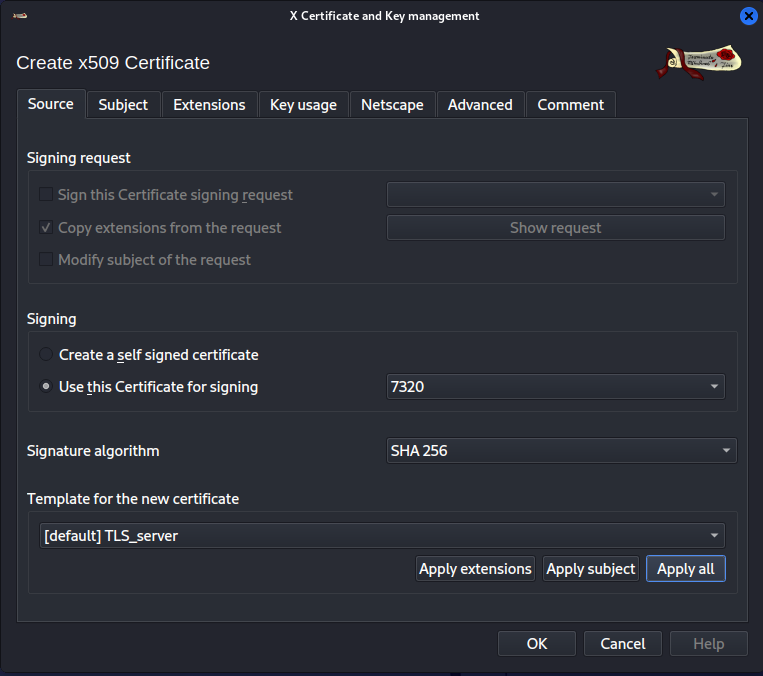 X Certificate and Key management
Create x509 Certificate
Source Subject Extensions Key usage Netscape Advanced Comment
Signing request
Sign this Certificate signing request
Copy extensions from the request Show request
Modify subject of the request
Signing
Create a self signed certificate
Use this Certificate for signing 7320
Signature algorithm SHA 256
Template for the new certificate
[default] TLS_server
Apply extensions Apply subject Apply all
OK Cancel Help